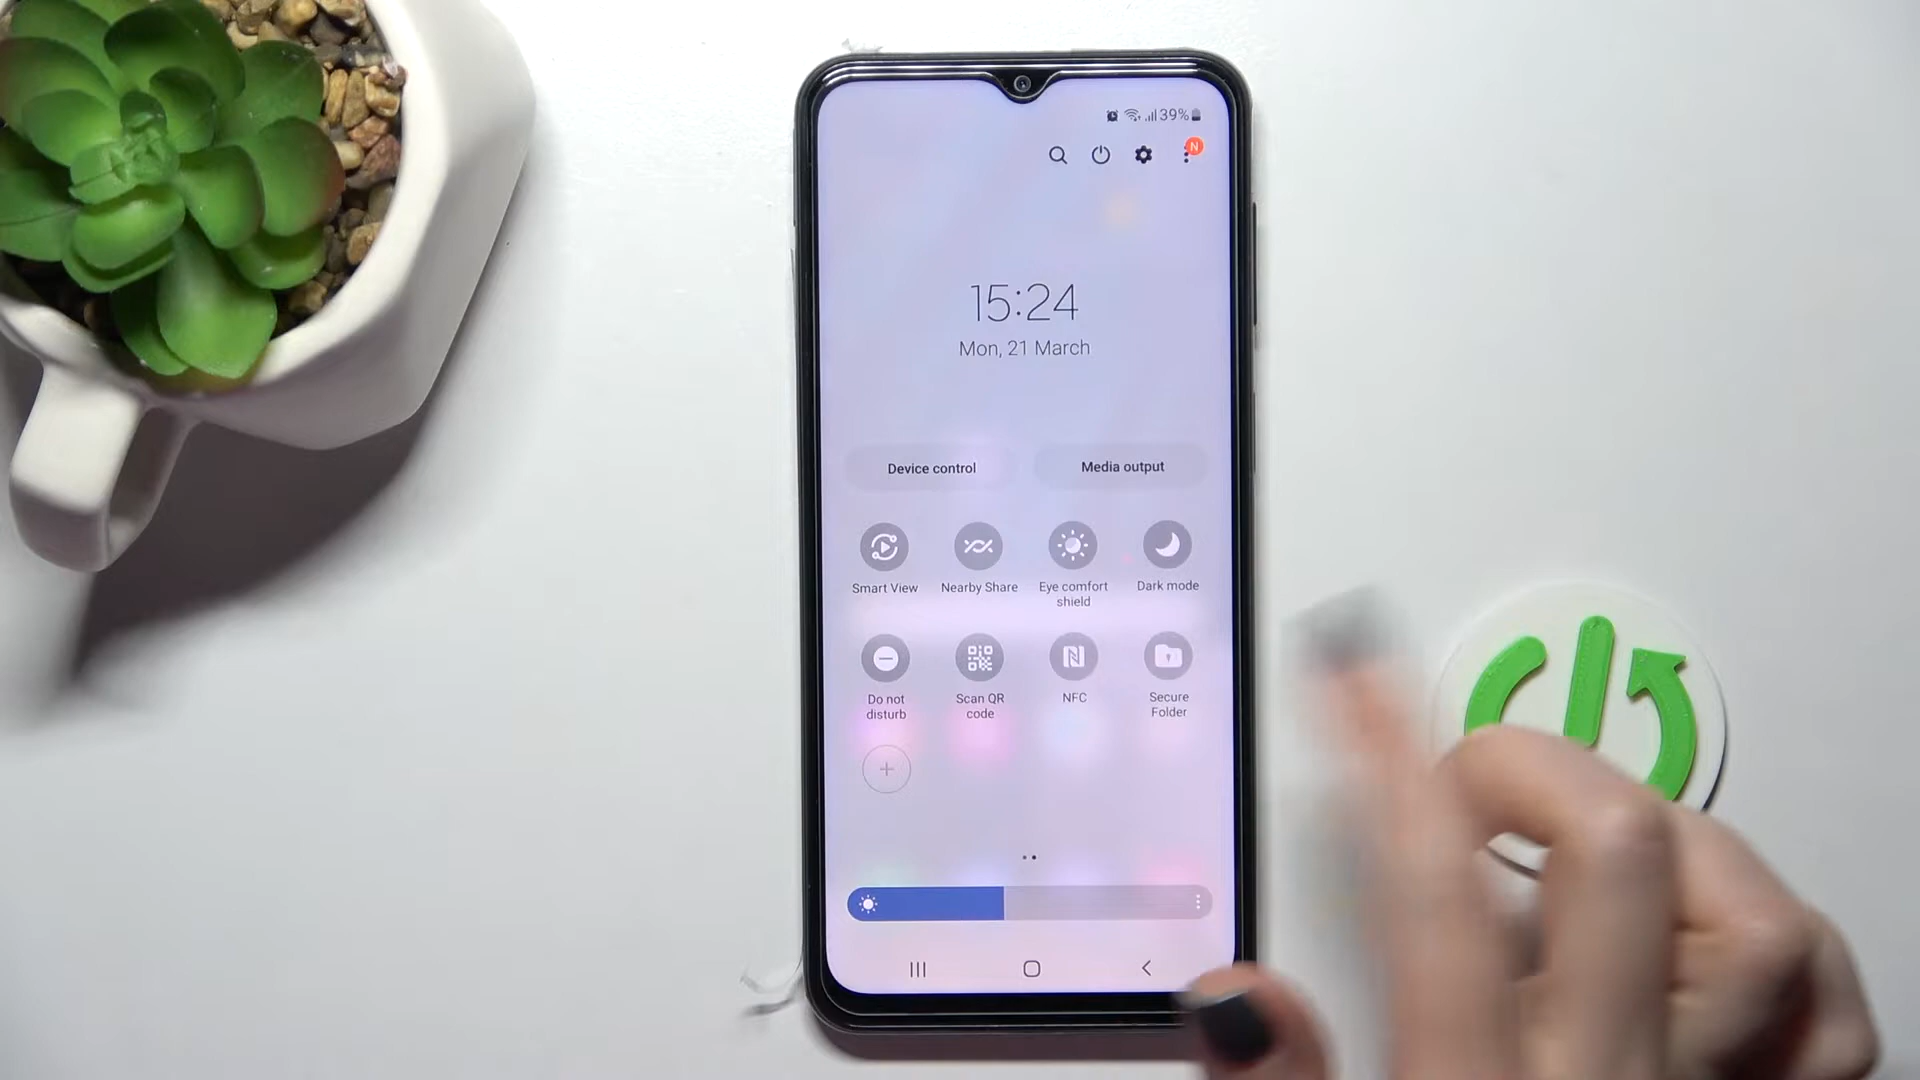 39%
N
15:24
Mon, 21 March
Device control
Media output
Smart View
Nearby Share
Eye comfort
shield
Dark mode
Do not
disturb
Scan QR
code
NFC
Secure
Folder